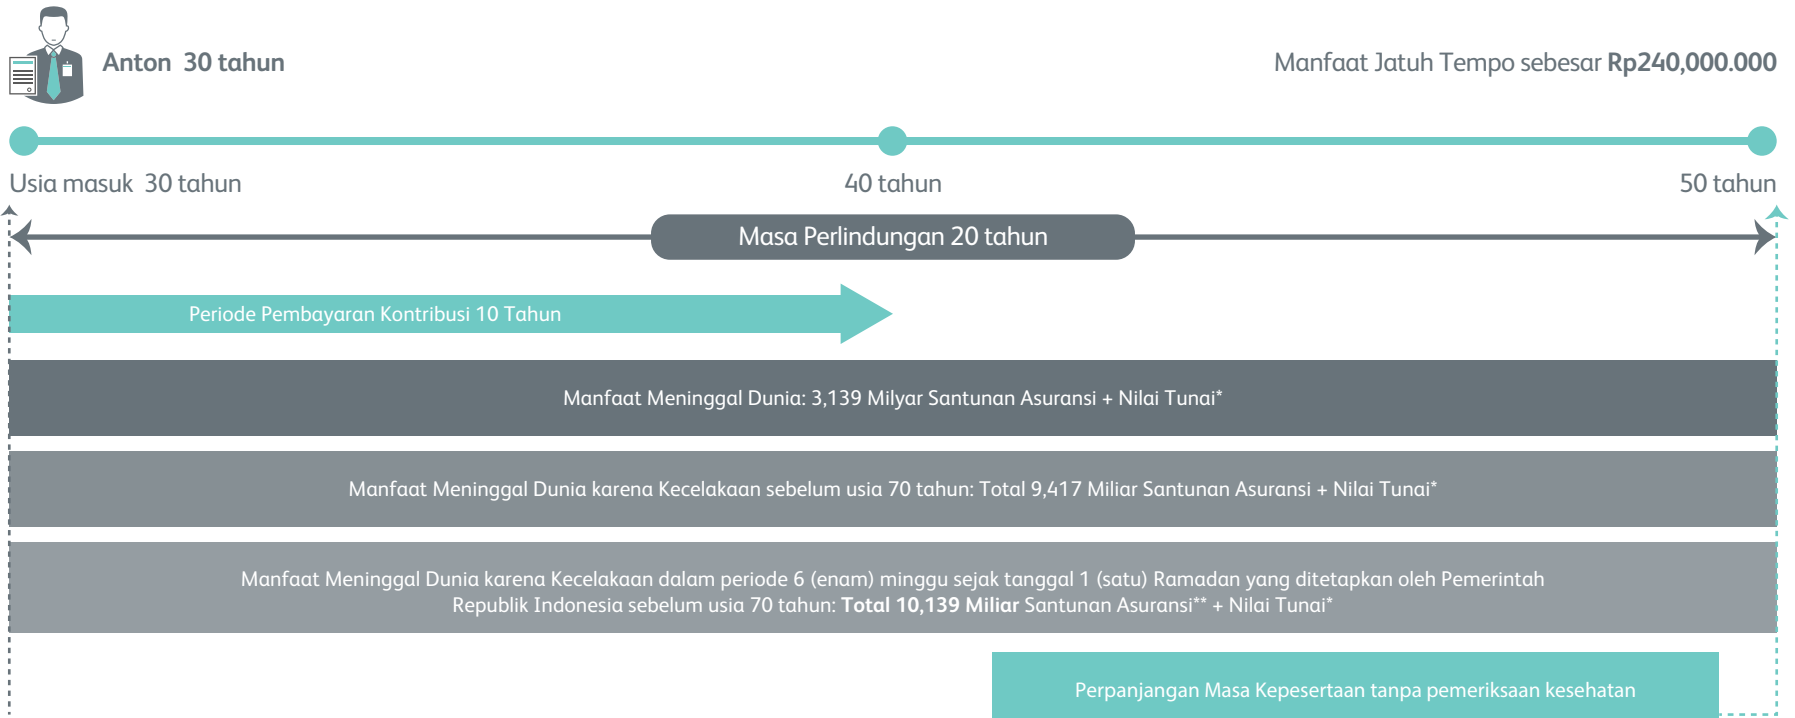 Anton 30 tahun
Manfaat Jatuh Tempo sebesar Rp240,000.000
Usia masuk 30 tahun
40 tahun
50 tahun
Masa Perlindungan 20 tahun
Periode Pembayaran Kontribusi 10 Tahun
Manfaat Meninggal Dunia: 3,139 Milyar Santunan Asuransi + Nilai Tunai*
Manfaat Meninggal Dunia karena Kecelakaan sebelum usia 70 tahun: Total 9,417 Miliar Santunan Asuransi + Nilai Tunai*
Manfaat Meninggal Dunia karena Kecelakaan dalam periode 6 (enam) minggu sejak tanggal 1 (satu) Ramadan yang ditetapkan oleh Pemerintah
Republik Indonesia sebelum usia 70 tahun: Total 10,139 Miliar Santunan Asuransi** + Nilai Tunai*
Perpanjangan Masa Kepesertaan tanpa pemeriksaan kesehatan